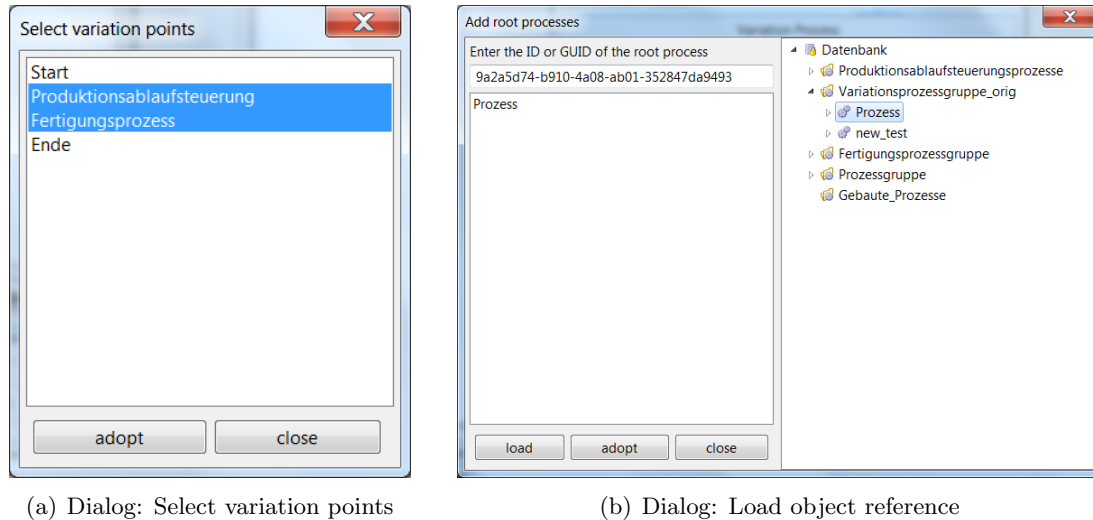 Select variation points
Start
Produktionsablaufsteuerung
Fertigungsprozess
Ende
adopt
close
(a) Dialog: Select variation points
Add root processes
Variation Process
Enter the ID or GUID of the root process
9a2a5d74-b910-4a08-ab01-352847da9493
Prozess
load
adopt
close
Datenbank
Produktionsablaufsteuerungsprozesse
Variationsprozessgruppe_orig
Prozess
new_test
Fertigungsprozessgruppe
Prozessgruppe
Gebaute_Prozesse
(b) Dialog: Load object reference